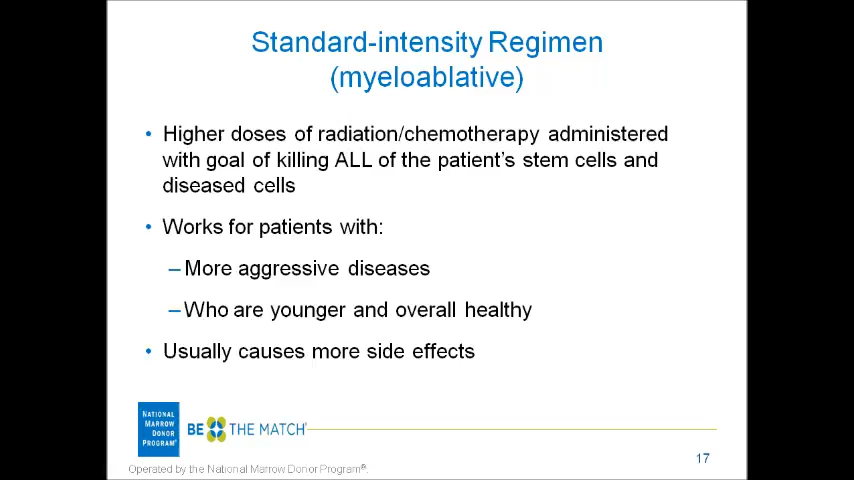 Standard-intensity Regimen
(myeloablative)
• Higher doses of radiation/chemotherapy administered
with goal of killing ALL of the patient's stem cells and
diseased cells
• Works for patients with:
– More aggressive diseases
– Who are younger and overall healthy
• Usually causes more side effects
NATIONAL
MARROW
DONOR
PROGRAM®
BE THE MATCH®
17
Operated by the National Marrow Donor Program®.